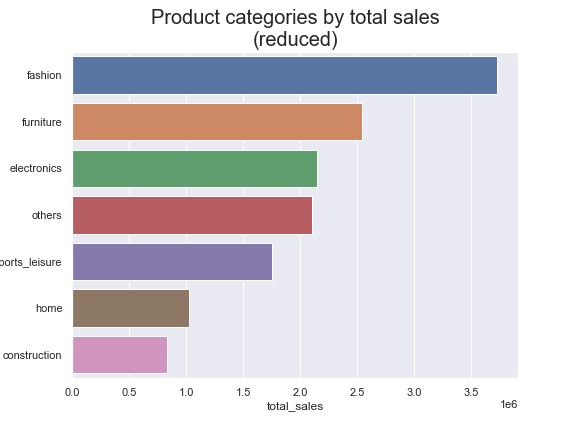 Product categories by total sales
(reduced)
fashion
furniture
electronics
others
ports_leisure
home
construction
0.0 0.5 1.0 1.5 2.0 2.5 3.0 3.5
total_sales
1e6